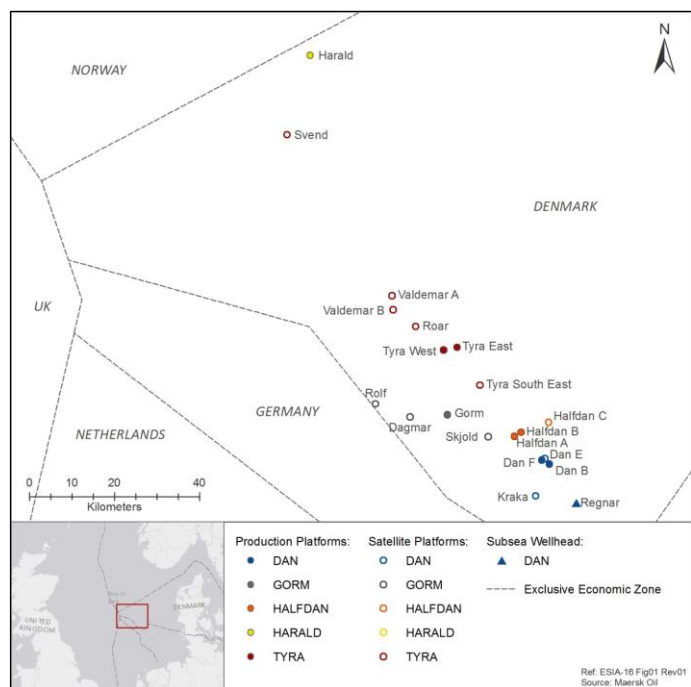 N
Harald
NORWAY
Svend
DENMARK
Valdemar A
Valdemar B
UK
Roar
Tyra East
Tyra West
Tyra South East
Rolf
GERMANY
Gorm
Dagmar
Halfdan C
NETHERLANDS
Skjold
Halfdan B
Halfdan A
Dan E
Dan F
Dan B
0 10 20 40
Kilometers
Kraka
Regnar
Production Platforms:
DAN
GORM
HALFDAN
HARALD
TYRA
Satellite Platforms:
DAN
GORM
HALFDAN
HARALD
TYRA
Subsea Wellhead:
DAN
Exclusive Economic Zone
DENMARK
UNITED
KINGDOM
Ref: ESIA-16 Fig01 Rev01
Source: Maersk Oil